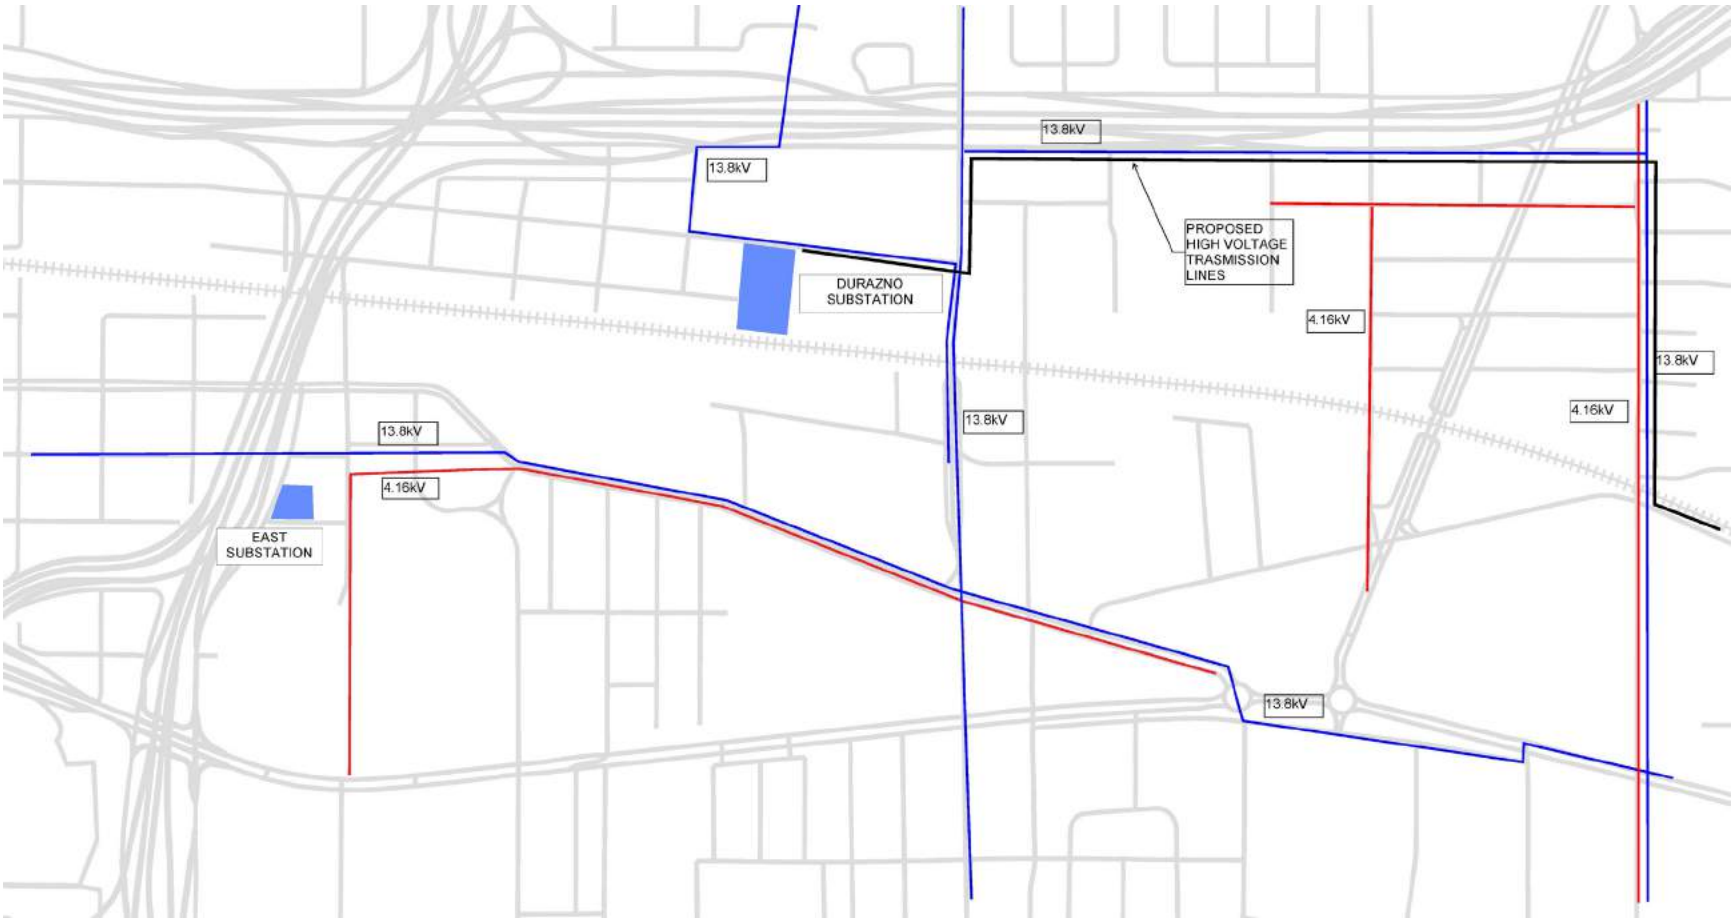 13.8kV
13.8kV
PROPOSED
HIGH VOLTAGE
TRASMISSION
LINES
DURAZNO
SUBSTATION
4.16kV
13.8kV
4.16kV
13.8kV
13.8kV
4.16kV
EAST
SUBSTATION
13.8kV